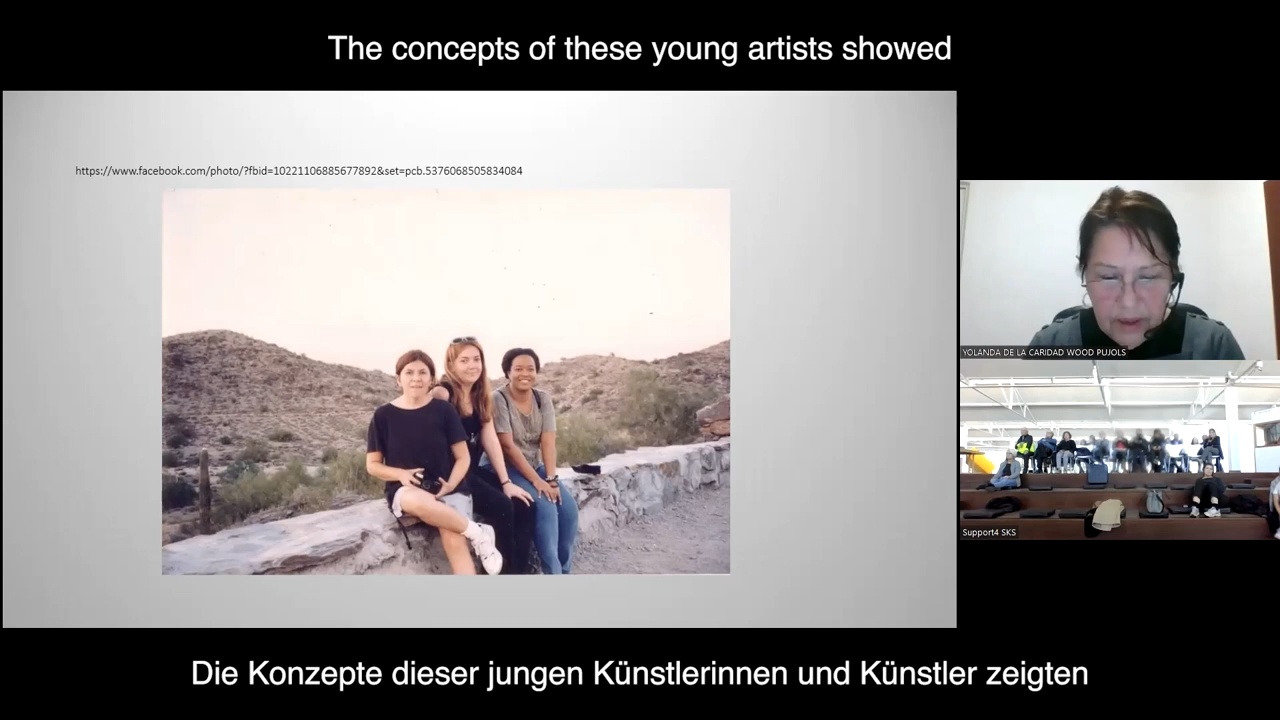 The concepts of these young artists showed
https://www.facebook.com/photo/?fbid=10221106885677892&set=pcb.5376068505834084
YOLANDA DE LA CARIDAD WOOD PUJOLS
Support4 SKS
Die Konzepte dieser jungen Künstlerinnen und Künstler zeigten